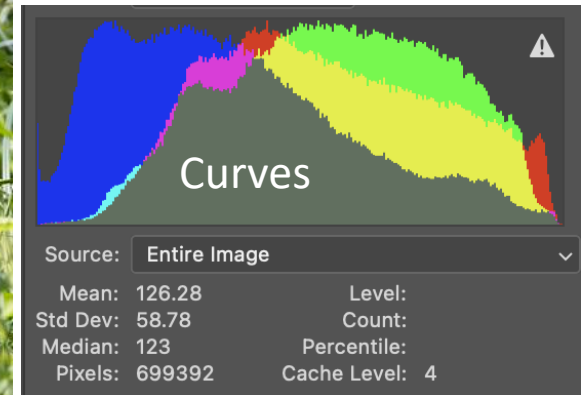 Curves
Source: Entire Image
Mean: 126.28 Level:
Std Dev: 58.78 Count:
Median: 123 Percentile:
Pixels: 699392 Cache Level: 4